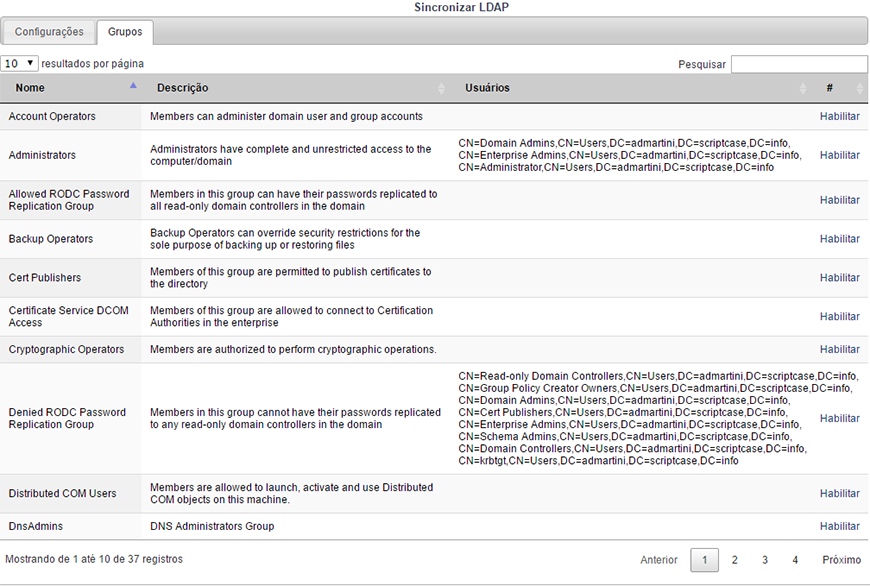 Sincronizar LDAP
Configurações Grupos
10 resultados por página Pesquisar
Nome Descrição Usuários #
Account Operators Members can administer domain user and group accounts Habilitar
Administrators Administrators have complete and unrestricted access to the
computer/domain
CN=Domain Admins,CN=Users,DC=admartini,DC=scriptcase,DC=info,
CN=Enterprise Admins,CN=Users,DC=admartini,DC=scriptcase,DC=info,
CN=Administrator,CN=Users,DC=admartini,DC=scriptcase,DC=info
Habilitar
Allowed RODC Password
Replication Group
Members in this group can have their passwords replicated to
all read-only domain controllers in the domain
Habilitar
Backup Operators
Backup Operators can override security restrictions for the
sole purpose of backing up or restoring files
Habilitar
Cert Publishers
Members of this group are permitted to publish certificates to
the directory
Habilitar
Certificate Service DCOM
Access
Members of this group are allowed to connect to Certification
Authorities in the enterprise
Habilitar
Cryptographic Operators Members are authorized to perform cryptographic operations. Habilitar
Denied RODC Password
Replication Group
Members in this group cannot have their passwords replicated
to any read-only domain controllers in the domain
CN=Read-only Domain Controllers,CN=Users,DC=admartini,DC=scriptcase,DC=info,
CN=Group Policy Creator Owners,CN=Users,DC=admartini,DC=scriptcase,DC=info,
CN=Domain Admins,CN=Users,DC=admartini,DC=scriptcase,DC=info,
CN=Cert Publishers,CN=Users,DC=admartini,DC=scriptcase,DC=info,
CN=Enterprise Admins,CN=Users,DC=admartini,DC=scriptcase,DC=info,
CN=Schema Admins,CN=Users,DC=admartini,DC=scriptcase,DC=info,
CN=Domain Controllers,CN=Users,DC=admartini,DC=scriptcase,DC=info,
CN=krbtgt,CN=Users,DC=admartini,DC=scriptcase,DC=info
Habilitar
Distributed COM Users
Members are allowed to launch, activate and use Distributed
COM objects on this machine.
Habilitar
DnsAdmins DNS Administrators Group Habilitar
Mostrando de 1 até 10 de 37 registros Anterior 1 2 3 4 Próximo